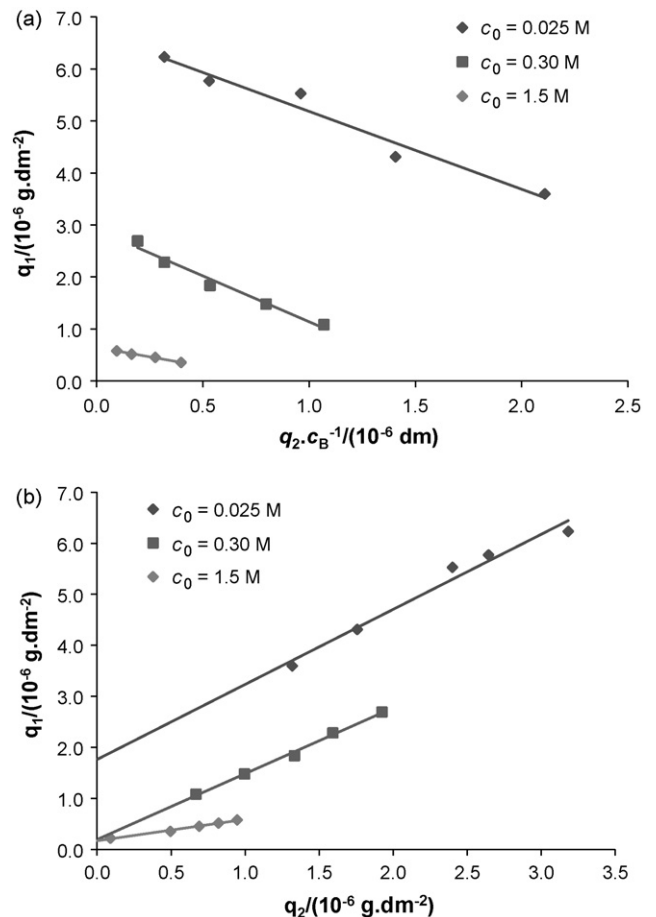 (a)
7.0
6.0
5.0
4.0
3.0
2.0
1.0
0.0
q₁/(10⁻⁶ g.dm⁻²)
c₀ = 0.025 M
c₀ = 0.30 M
c₀ = 1.5 M
0.0 0.5 1.0 1.5 2.0 2.5
q₂.c_B⁻¹/(10⁻⁶ dm)
(b)
7.0
6.0
5.0
4.0
3.0
2.0
1.0
0.0
q₁/(10⁻⁶ g.dm⁻²)
c₀ = 0.025 M
c₀ = 0.30 M
c₀ = 1.5 M
0.0 0.5 1.0 1.5 2.0 2.5 3.0 3.5
q₂/(10⁻⁶ g.dm⁻²)